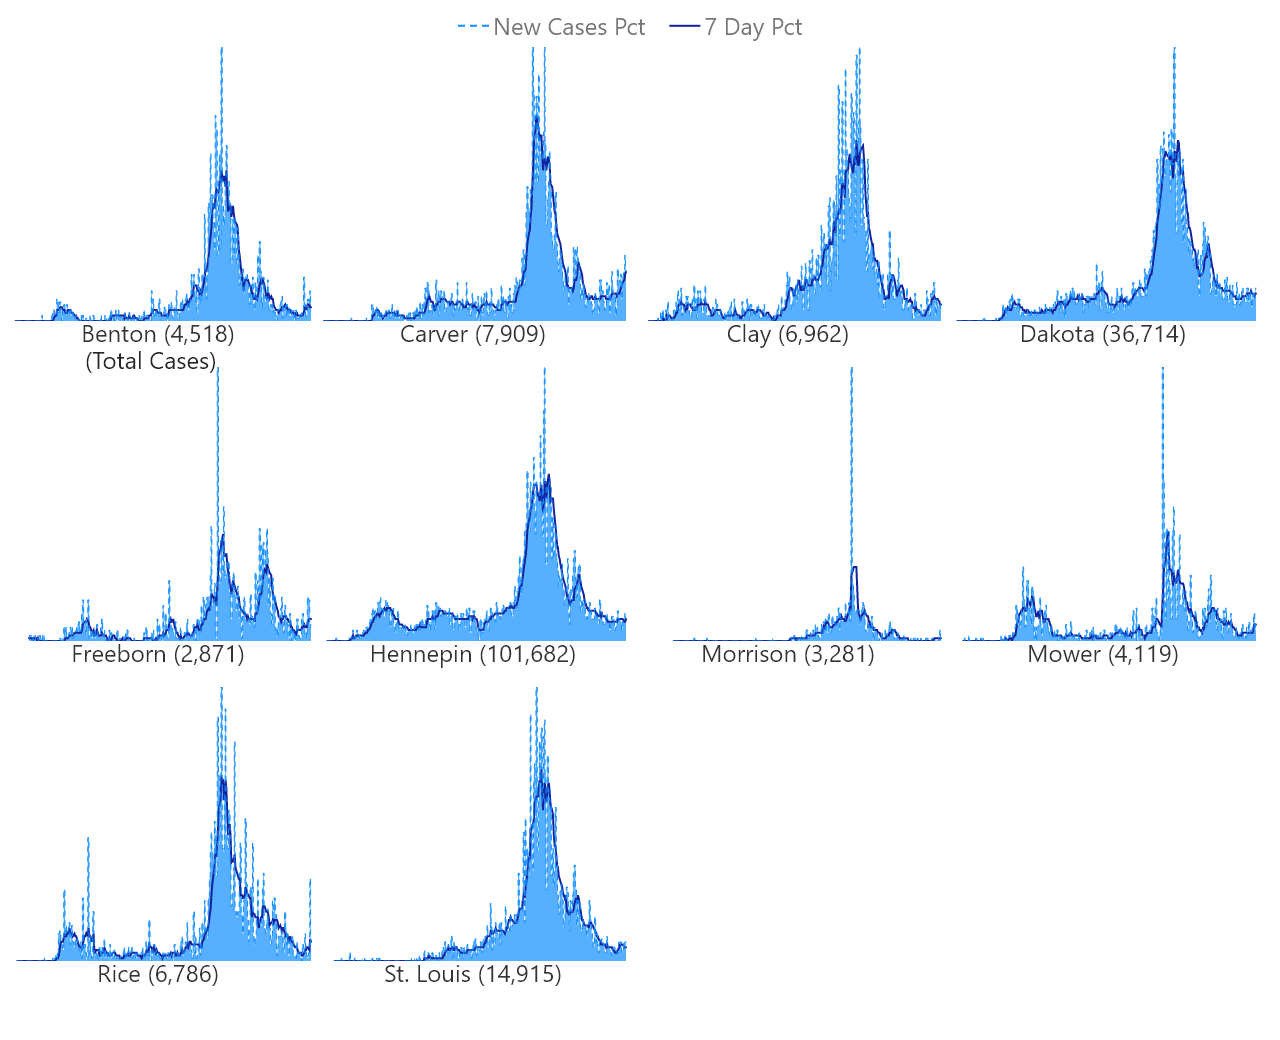 New Cases Pct 7 Day Pct
Benton (4,518) Carver (7,909) Clay (6,962) Dakota (36,714)
(Total Cases)
Freeborn (2,871) Hennepin (101,682) Morrison (3,281) Mower (4,119)
Rice (6,786) St. Louis (14,915)